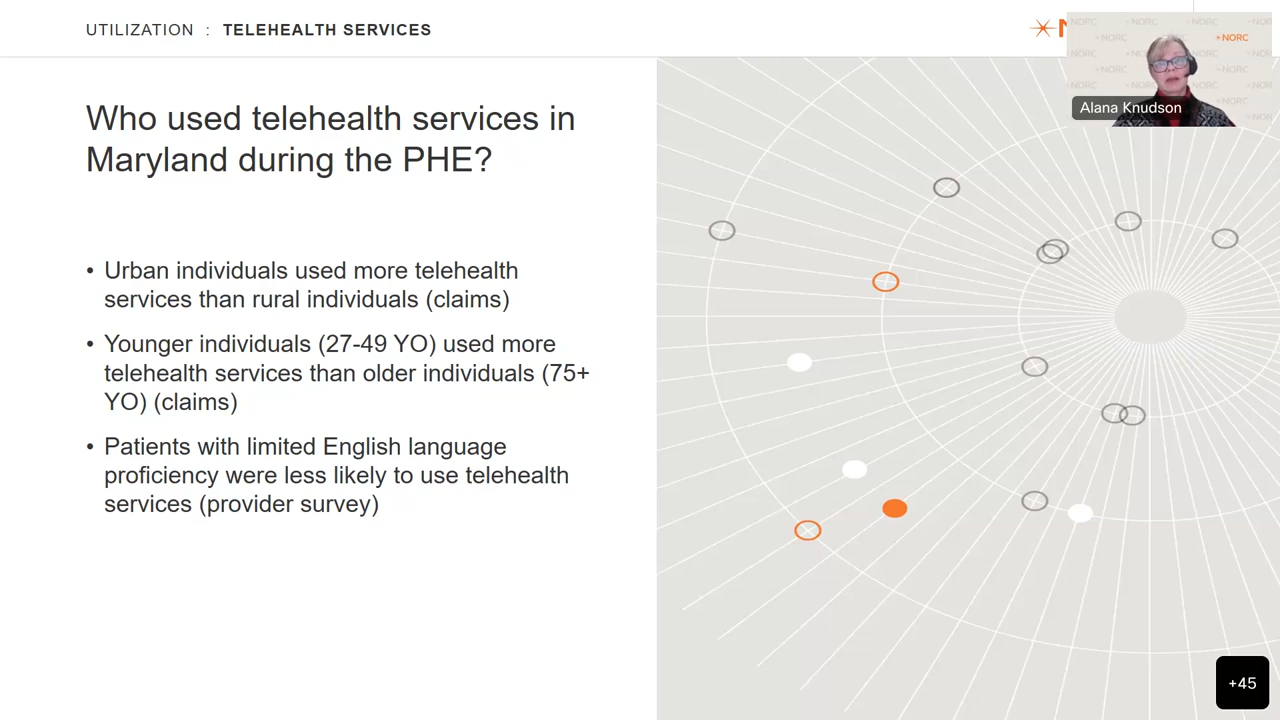 UTILIZATION : TELEHEALTH SERVICES
Who used telehealth services in
Maryland during the PHE?
• Urban individuals used more telehealth
services than rural individuals (claims)
• Younger individuals (27-49 YO) used more
telehealth services than older individuals (75+
YO) (claims)
• Patients with limited English language
proficiency were less likely to use telehealth
services (provider survey)
NORC
Alana Knudson
+45